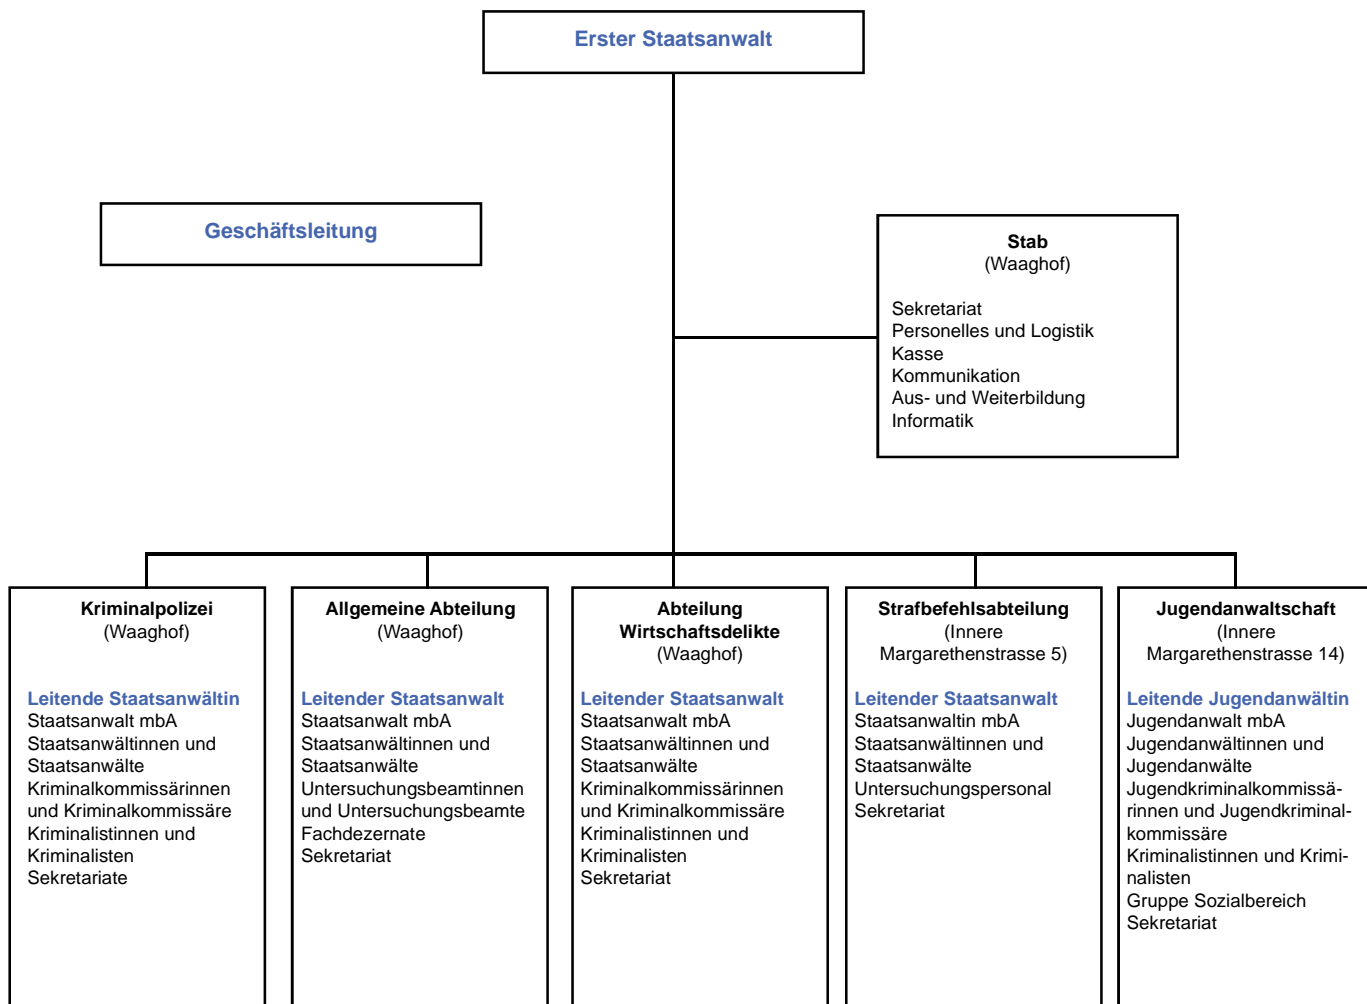 Erster Staatsanwalt
Geschäftsleitung
Stab
(Waaghof)
Sekretariat
Personelles und Logistik
Kasse
Kommunikation
Aus- und Weiterbildung
Informatik
Kriminalpolizei
(Waaghof)
Leitende Staatsanwältin
Staatsanwalt mbA
Staatsanwältinnen und
Staatsanwälte
Kriminalkommissärinnen
und Kriminalkommissäre
Kriminalistinnen und
Kriminalisten
Sekretariate
Allgemeine Abteilung
(Waaghof)
Leitender Staatsanwalt
Staatsanwalt mbA
Staatsanwältinnen und
Staatsanwälte
Untersuchungsbeamtinnen
und Untersuchungsbeamte
Fachdezernate
Sekretariat
Abteilung
Wirtschaftsdelikte
(Waaghof)
Leitender Staatsanwalt
Staatsanwalt mbA
Staatsanwältinnen und
Staatsanwälte
Kriminalkommissärinnen
und Kriminalkommissäre
Kriminalistinnen und
Kriminalisten
Sekretariat
Strafbefehlsabteilung
(Innere
Margarethenstrasse 5)
Leitender Staatsanwalt
Staatsanwaltin mbA
Staatsanwältinnen und
Staatsanwälte
Untersuchungspersonal
Sekretariat
Jugendanwaltschaft
(Innere
Margarethenstrasse 14)
Leitende Jugendanwältin
Jugendanwalt mbA
Jugendanwältinnen und
Jugendanwälte
Jugendkriminalkommissä-
rinnen und Jugendkriminal-
kommissäre
Kriminalistinnen und Krimi-
nalisten
Gruppe Sozialbereich
Sekretariat